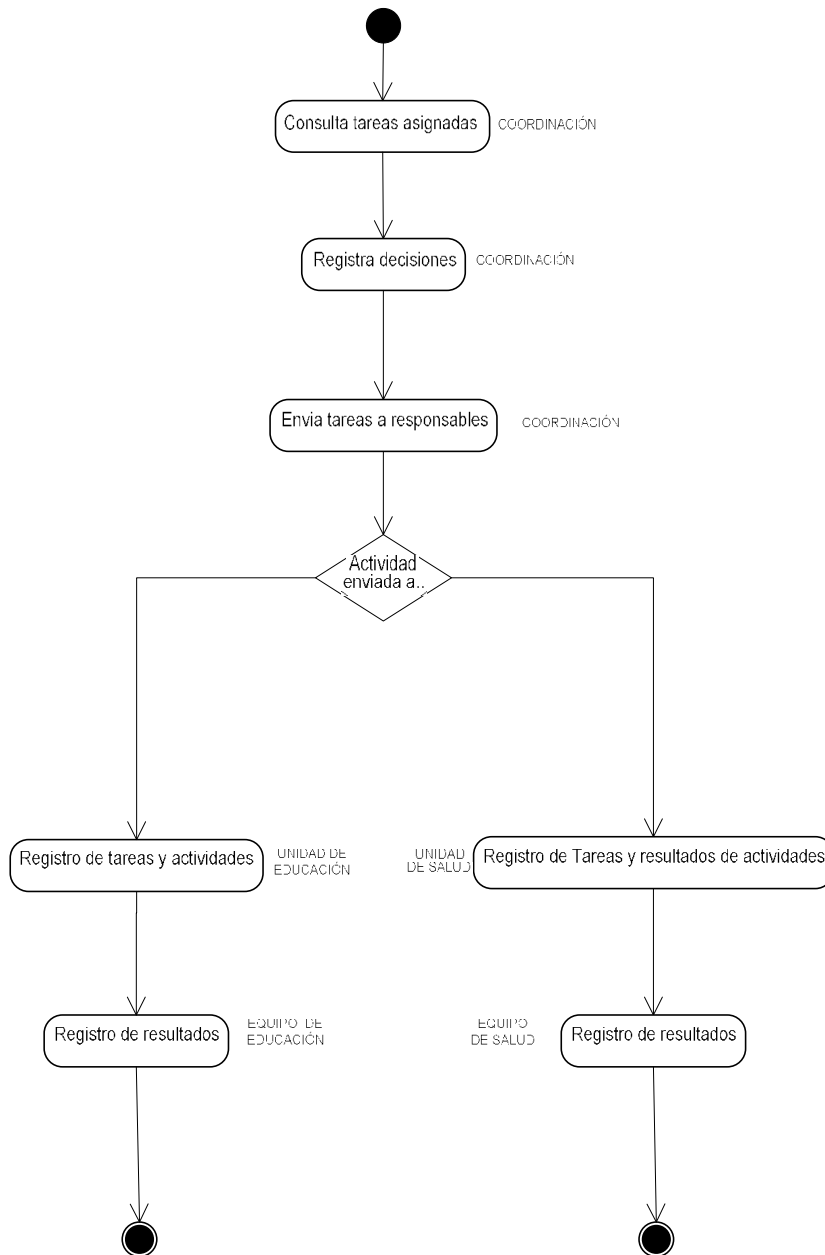 Consulta tareas asignadas
COORDINACIÓN
Registra decisiones
COORDINACIÓN
Envia tareas a responsables
COORDINACIÓN
Actividad
enviada a..
Registro de tareas y actividades
UNIDAD DE
EDUCACIÓN
UNIDAD
DE SALUD
Registro de Tareas y resultados de actividades
Registro de resultados
EQUIPO DE
EDUCACIÓN
EQUIPO
DE SALUD
Registro de resultados